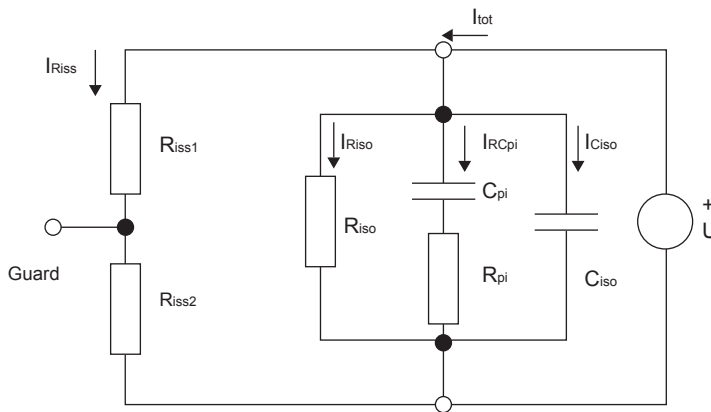 Itot
IRiss
Riss1
IRiso
IRCpi
ICiso
Cpi
+
U
Riso
Guard
Rpi
Ciso
Riss2